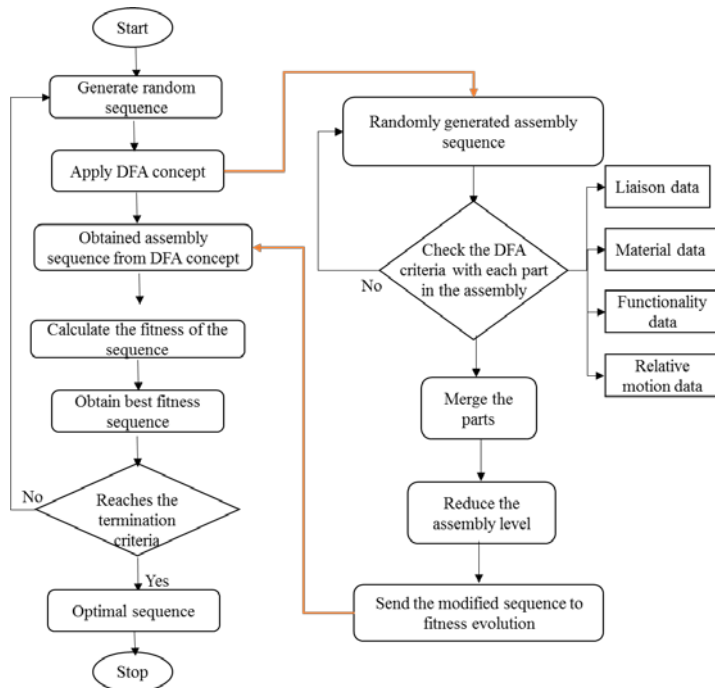 Start
Generate random
sequence
Apply DFA concept
Obtained assembly
sequence from DFA concept
Calculate the fitness of the
sequence
Obtain best fitness
sequence
No
Reaches the
termination
criteria
Yes
Optimal sequence
Stop
Randomly generated assembly
sequence
Check the DFA
criteria with each part
in the assembly
No
Liaison data
Material data
Functionality
data
Relative
motion data
Merge the
parts
Reduce the
assembly level
Send the modified sequence to
fitness evolution